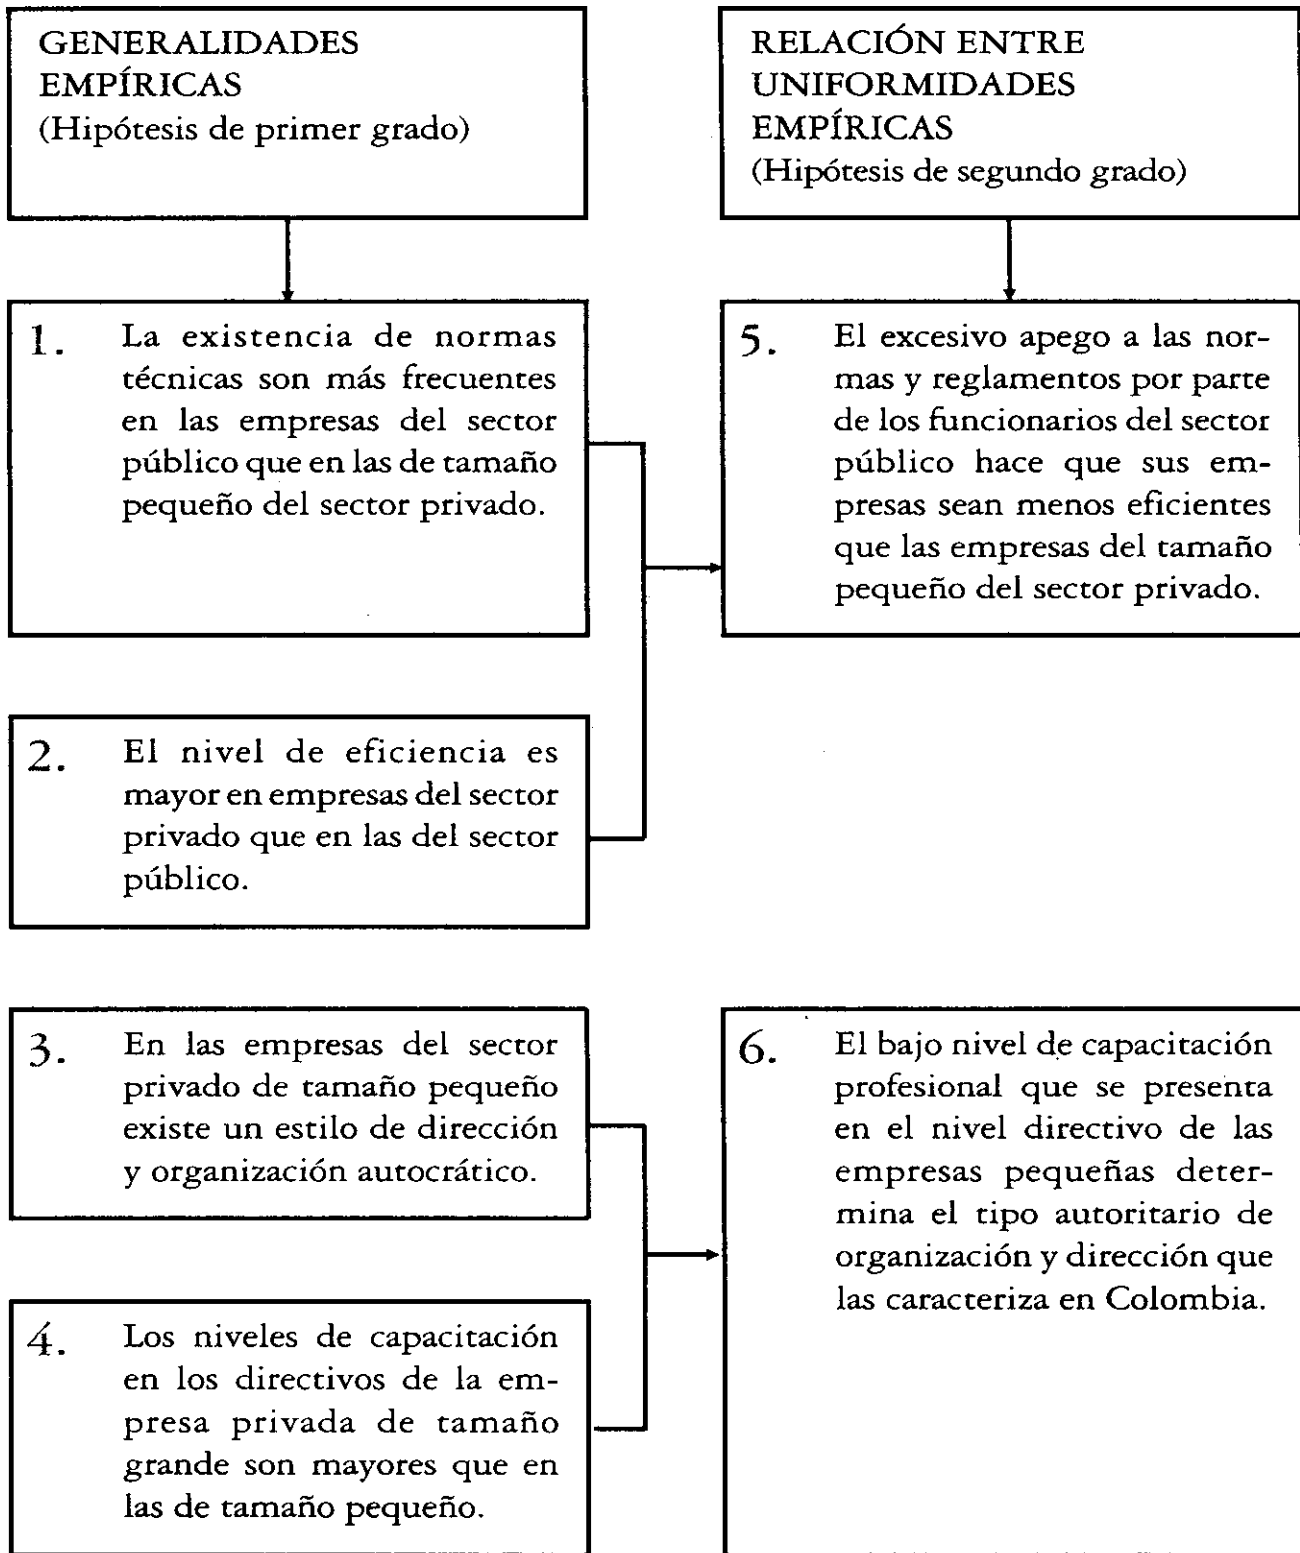 GENERALIDADES
EMPÍRICAS
(Hipótesis de primer grado)
RELACIÓN ENTRE
UNIFORMIDADES
EMPÍRICAS
(Hipótesis de segundo grado)
1. La existencia de normas
técnicas son más frecuentes
en las empresas del sector
público que en las de tamaño
pequeño del sector privado.
5. El excesivo apego a las nor-
mas y reglamentos por parte
de los funcionarios del sector
público hace que sus em-
presas sean menos eficientes
que las empresas del tamaño
pequeño del sector privado.
2. El nivel de eficiencia es
mayor en empresas del sector
privado que en las del sector
público.
3. En las empresas del sector
privado de tamaño pequeño
existe un estilo de dirección
y organización autocrático.
6. El bajo nivel de capacitación
profesional que se presenta
en el nivel directivo de las
empresas pequeñas deter-
mina el tipo autoritario de
organización y dirección que
las caracteriza en Colombia.
4. Los niveles de capacitación
en los directivos de la em-
presa privada de tamaño
grande son mayores que en
las de tamaño pequeño.